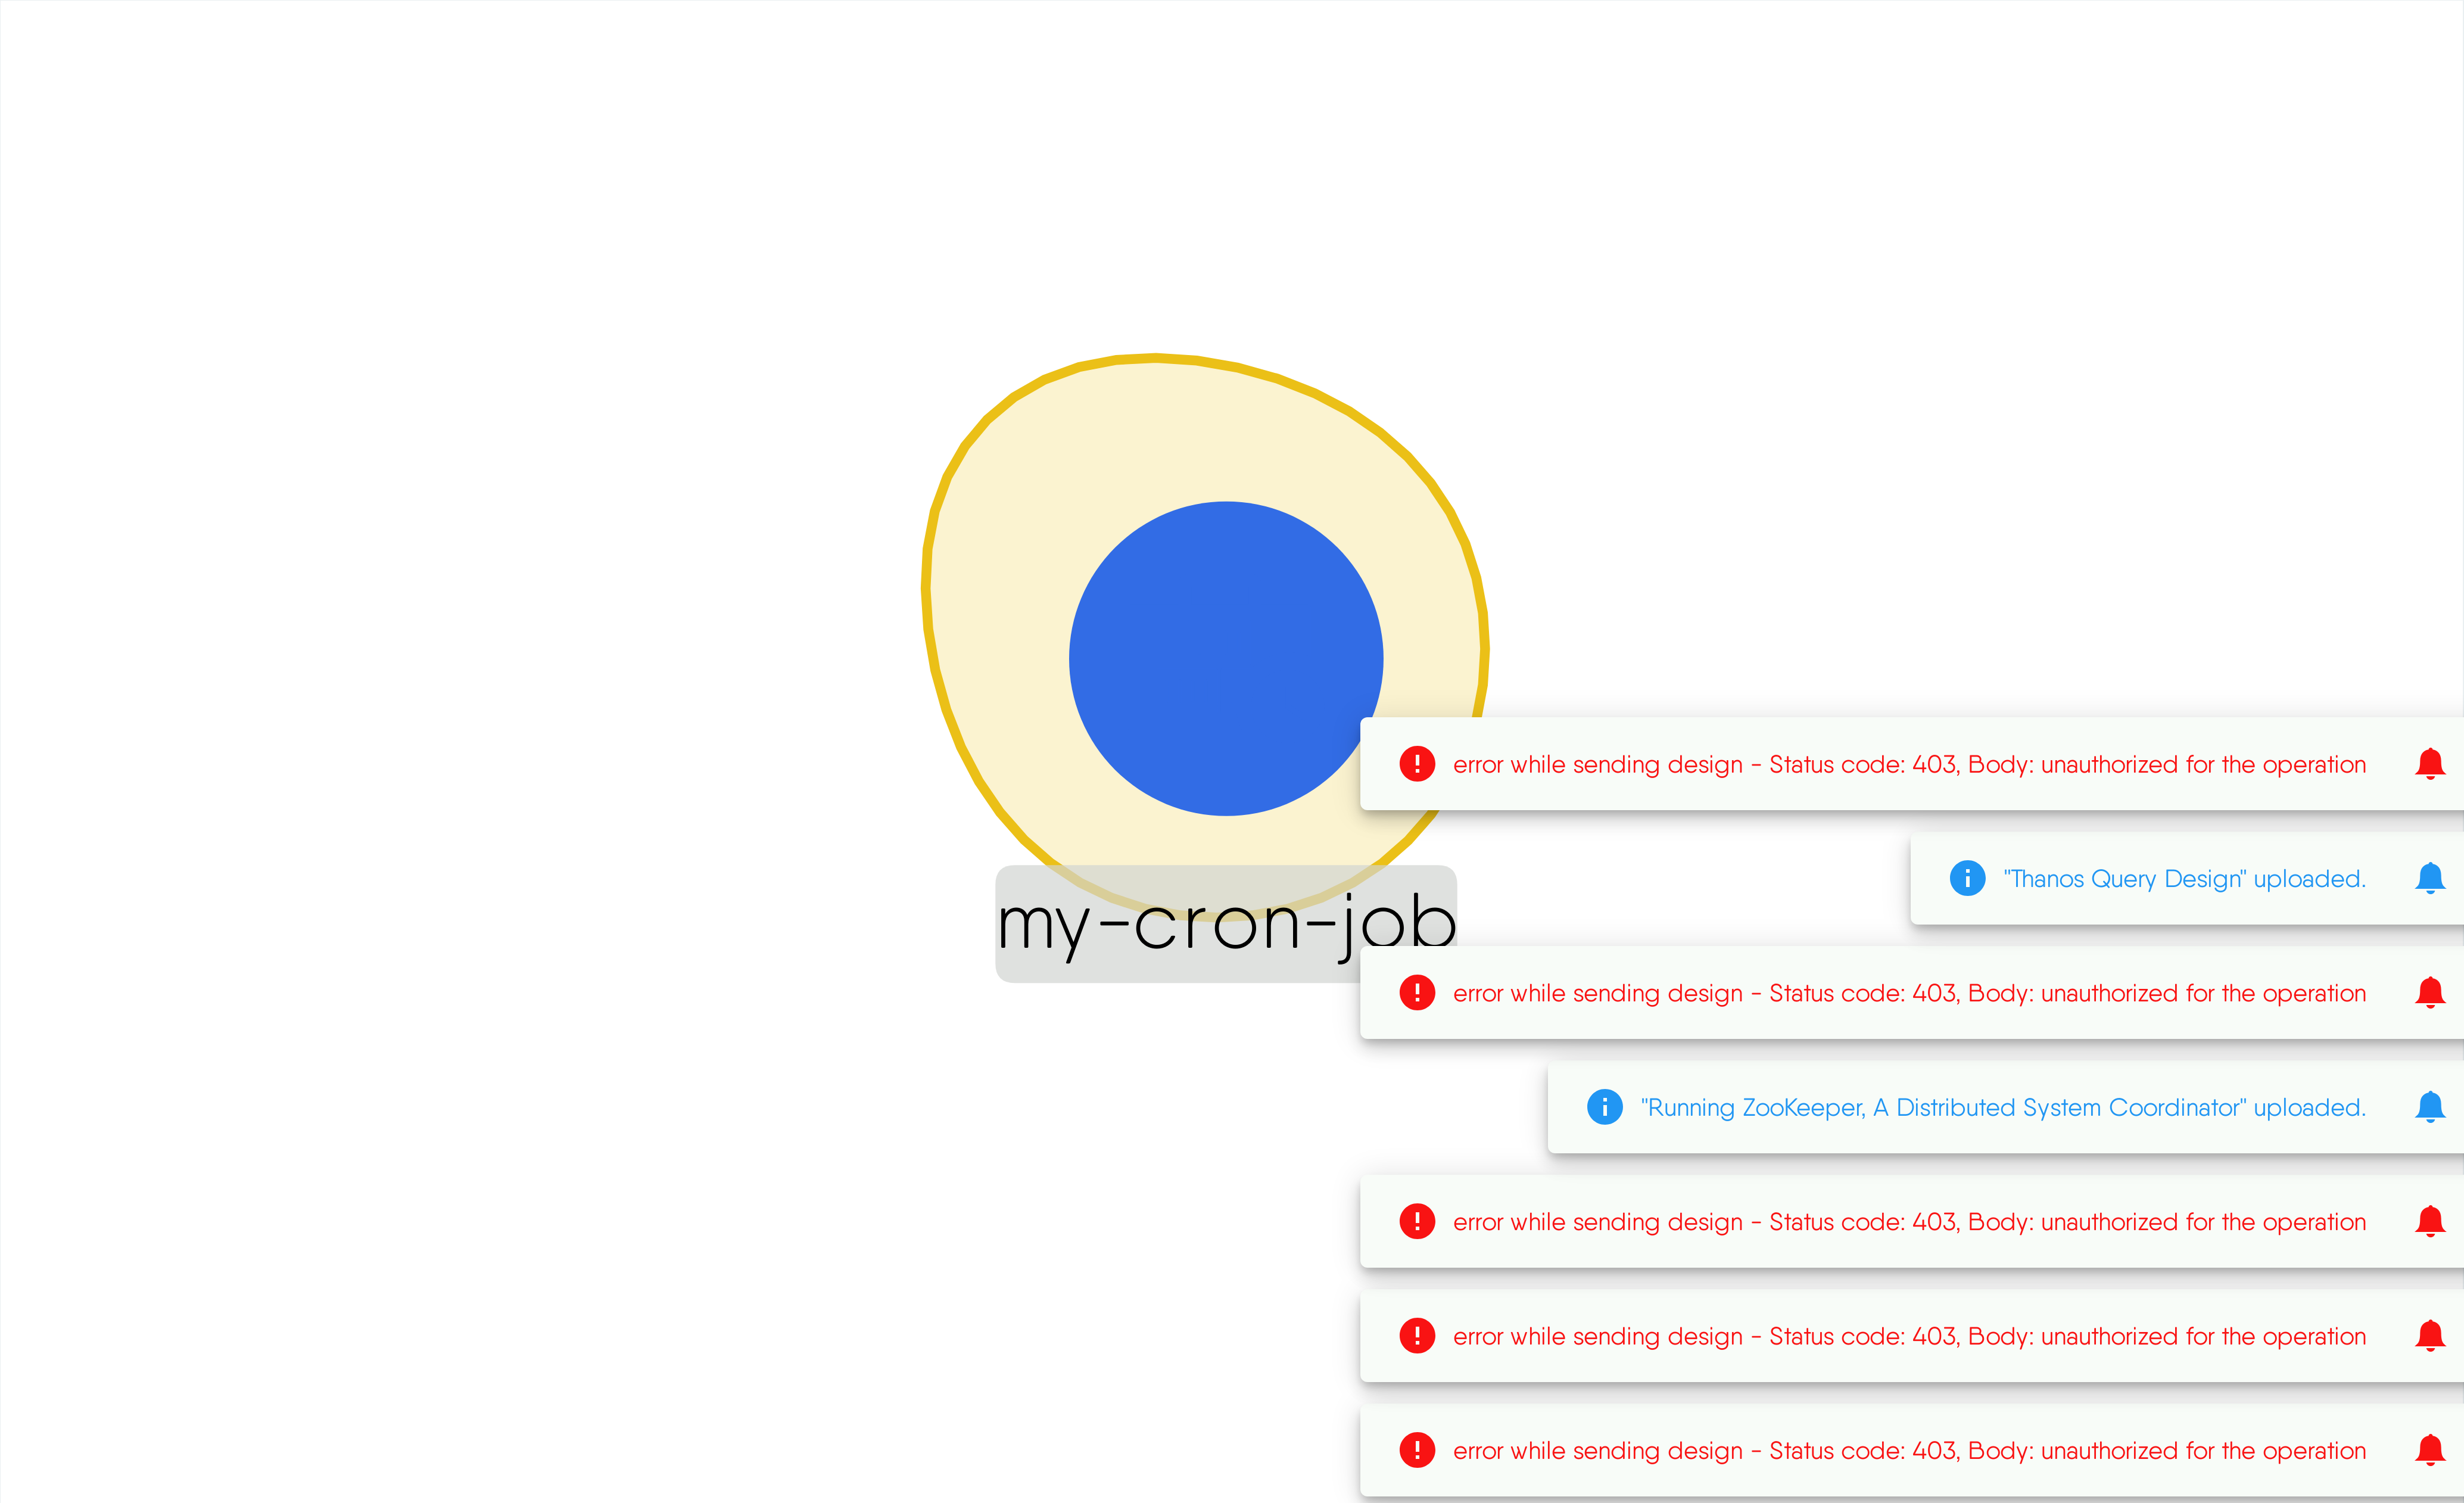 error while sending design - Status code: 403, Body: unauthorized for the operation
"Thanos Query Design" uploaded.
my-cron-job
error while sending design - Status code: 403, Body: unauthorized for the operation
"Running ZooKeeper, A Distributed System Coordinator" uploaded.
error while sending design - Status code: 403, Body: unauthorized for the operation
error while sending design - Status code: 403, Body: unauthorized for the operation
error while sending design - Status code: 403, Body: unauthorized for the operation